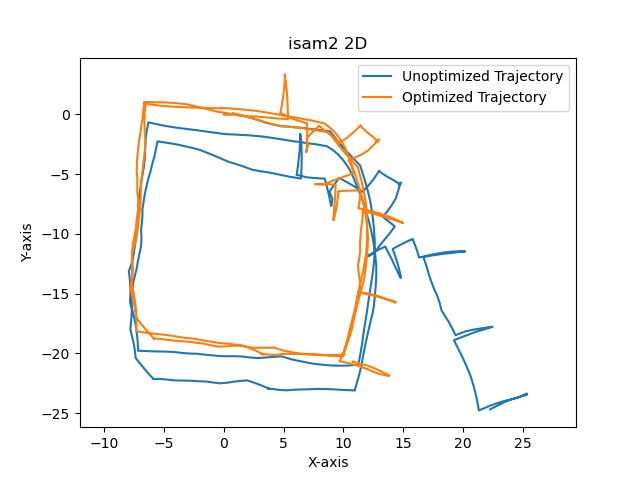 isam2 2D
Unoptimized Trajectory
Optimized Trajectory
0
−5
−10
−15
−20
−25
Y-axis
−10
−5
0
5
10
15
20
25
X-axis